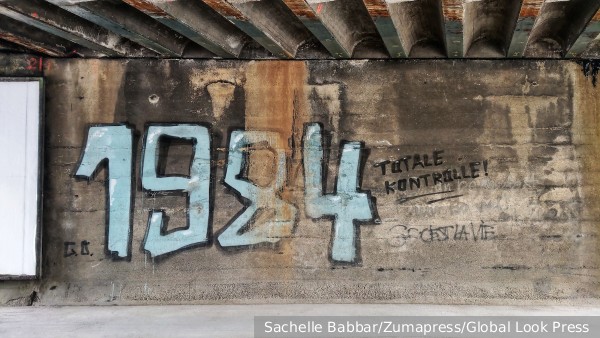 1984
TOTALE
KONTROLLE!
G.O.
Sachelle Babbar/Zumapress/Global Look Press